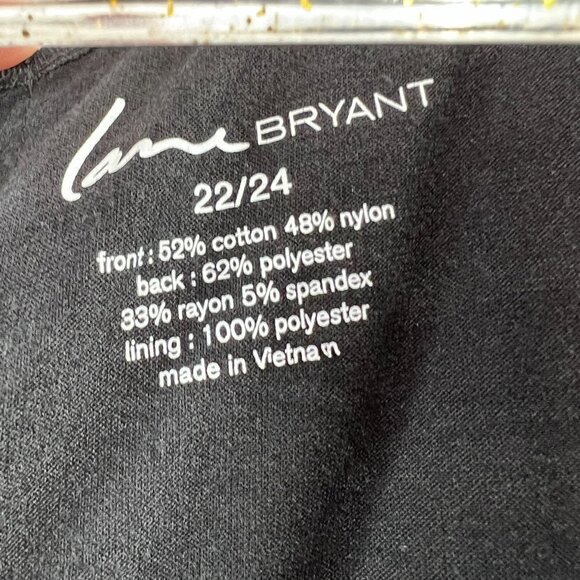 lane BRYANT
22/24
front : 52% cotton 48% nylon
back : 62% polyester
33% rayon 5% spandex
lining : 100% polyester
made in Vietnam